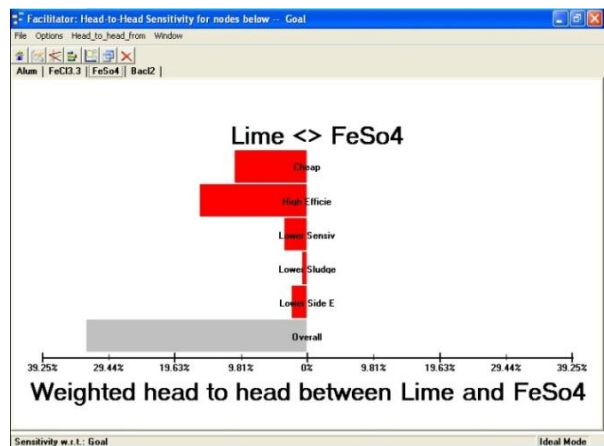 Facilitator: Head-to-Head Sensitivity for nodes below -- Goal
File Options Head_to_head_from Window
Alum | FeCl3.3 | FeSo4 | Bacl2 |
Lime <> FeSo4
Cheap
High Efficie
Lower Sensiv
Lower Sludge
Lower Side E
Overall
39.25% 29.44% 19.63% 9.81% 0% 9.81% 19.63% 29.44% 39.25%
Weighted head to head between Lime and FeSo4
Sensitivity w.r.t.: Goal Ideal Mode